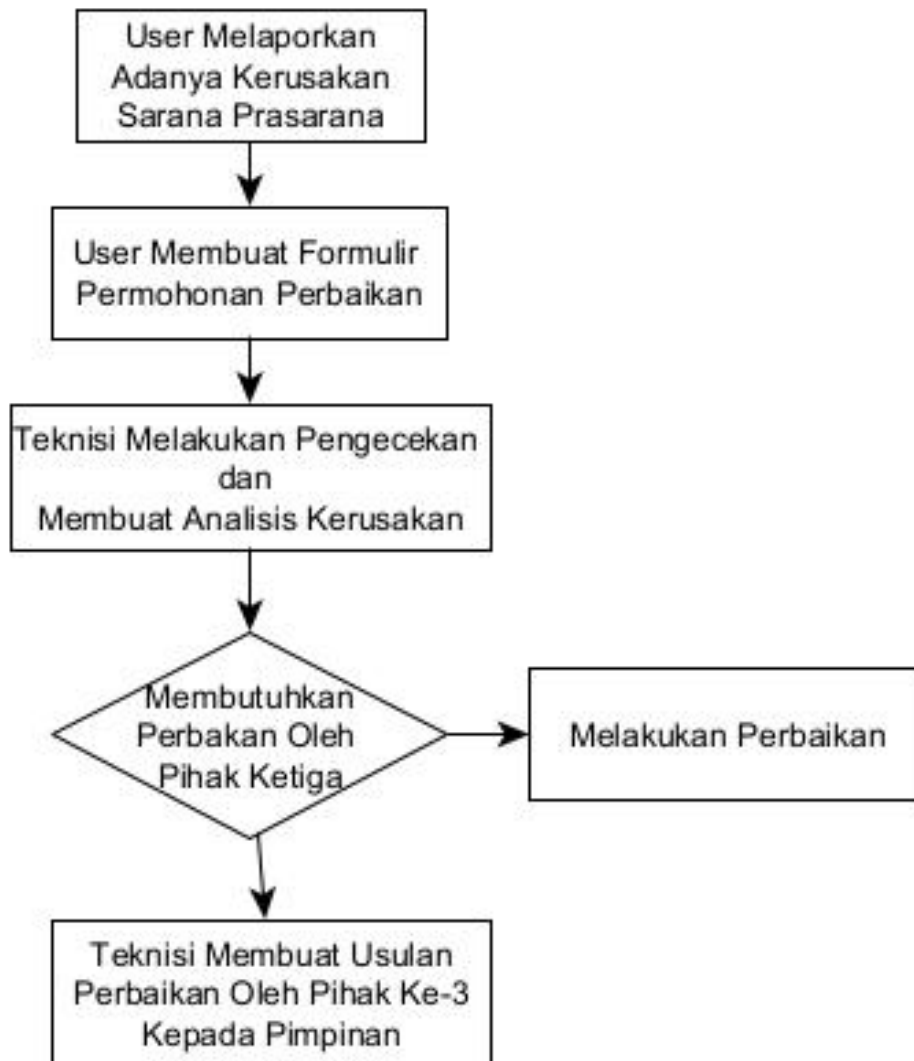 User Melaporkan
Adanya Kerusakan
Sarana Prasarana
User Membuat Formulir
Permohonan Perbaikan
Teknisi Melakukan Pengecekan
dan
Membuat Analisis Kerusakan
Membutuhkan
Perbakan Oleh
Pihak Ketiga
Melakukan Perbaikan
Teknisi Membuat Usulan
Perbaikan Oleh Pihak Ke-3
Kepada Pimpinan